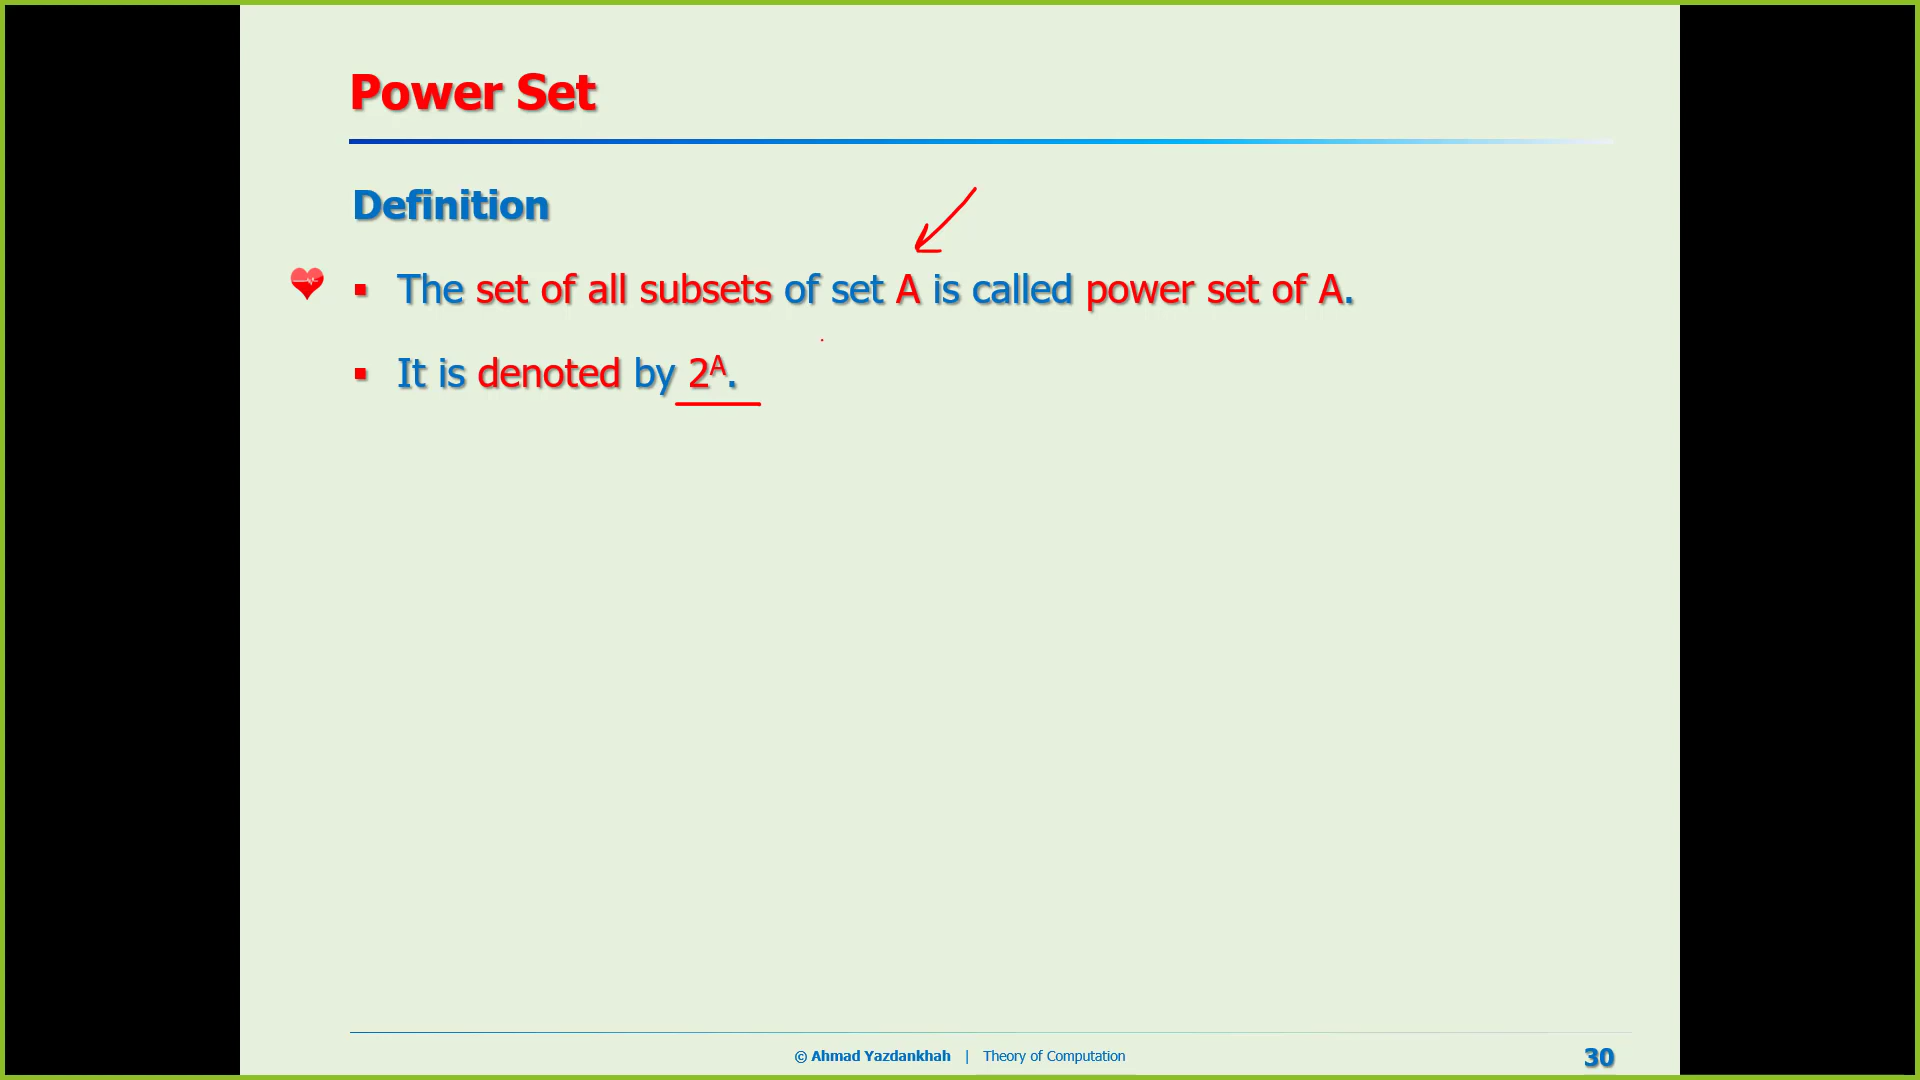 Power Set
Definition
▪ The set of all subsets of set A is called power set of A.
▪ It is denoted by 2ᴬ.
© Ahmad Yazdankhah | Theory of Computation
30